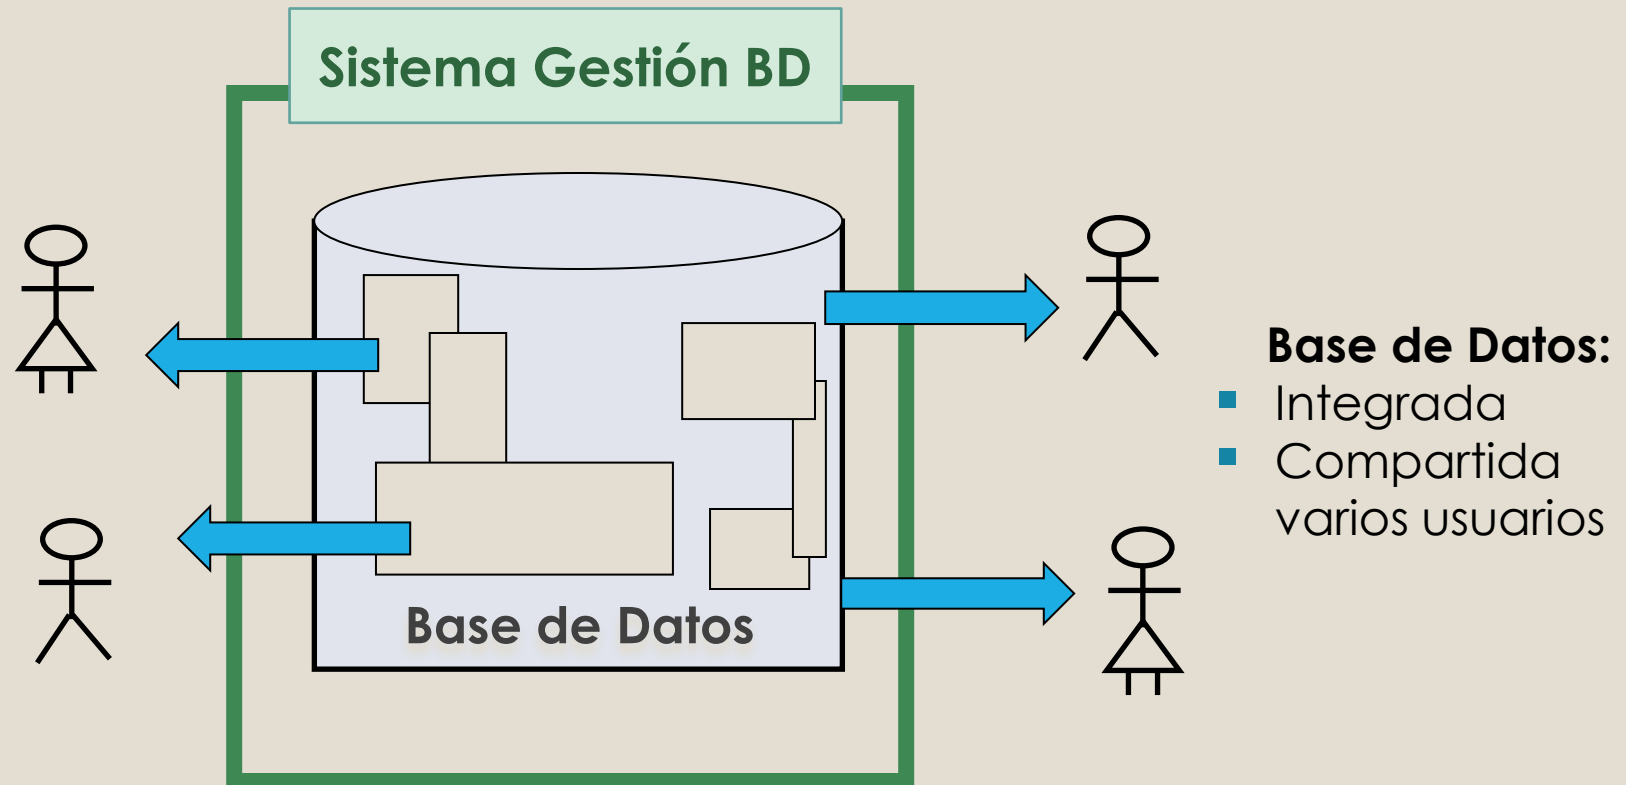 Sistema Gestión BD
Base de Datos
Base de Datos:
Integrada
Compartida
varios usuarios